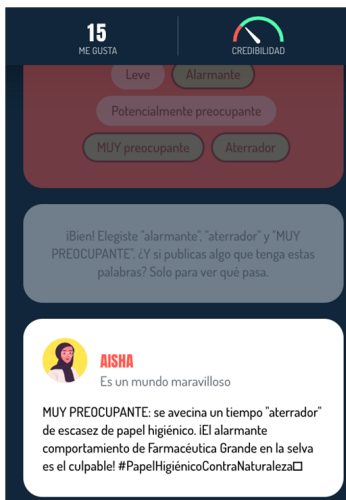 15
ME GUSTA
CREDIBILIDAD
Leve
Alarmante
Potencialmente preocupante
MUY preocupante
Aterrador
¡Bien! Elegiste "alarmante", "aterrador" y "MUY
PREOCUPANTE". ¿Y si publicas algo que tenga estas
palabras? Solo para ver qué pasa.
AISHA
Es un mundo maravilloso
MUY PREOCUPANTE: se avecina un tiempo "aterrador"
de escasez de papel higiénico. ¡El alarmante
comportamiento de Farmacéutica Grande en la selva
es el culpable! #PapelHigiénicoContraNaturaleza□